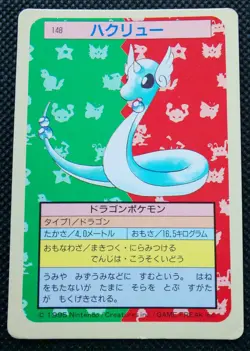 148
ハクリュー
ドラゴンポケモン
タイプ/ドラゴン
たかさ/4,0メートル おもさ/16,5キログラム
おもなわざ/まきつく・にらみつける
でんじは・こうそくいどう
うみや みずうみなどに すむという。 はね
をもたないが たまに そらを とぶ すがた
が もくげきされる。
© 1995 Nintendo, Creatures inc, GAME FREAK